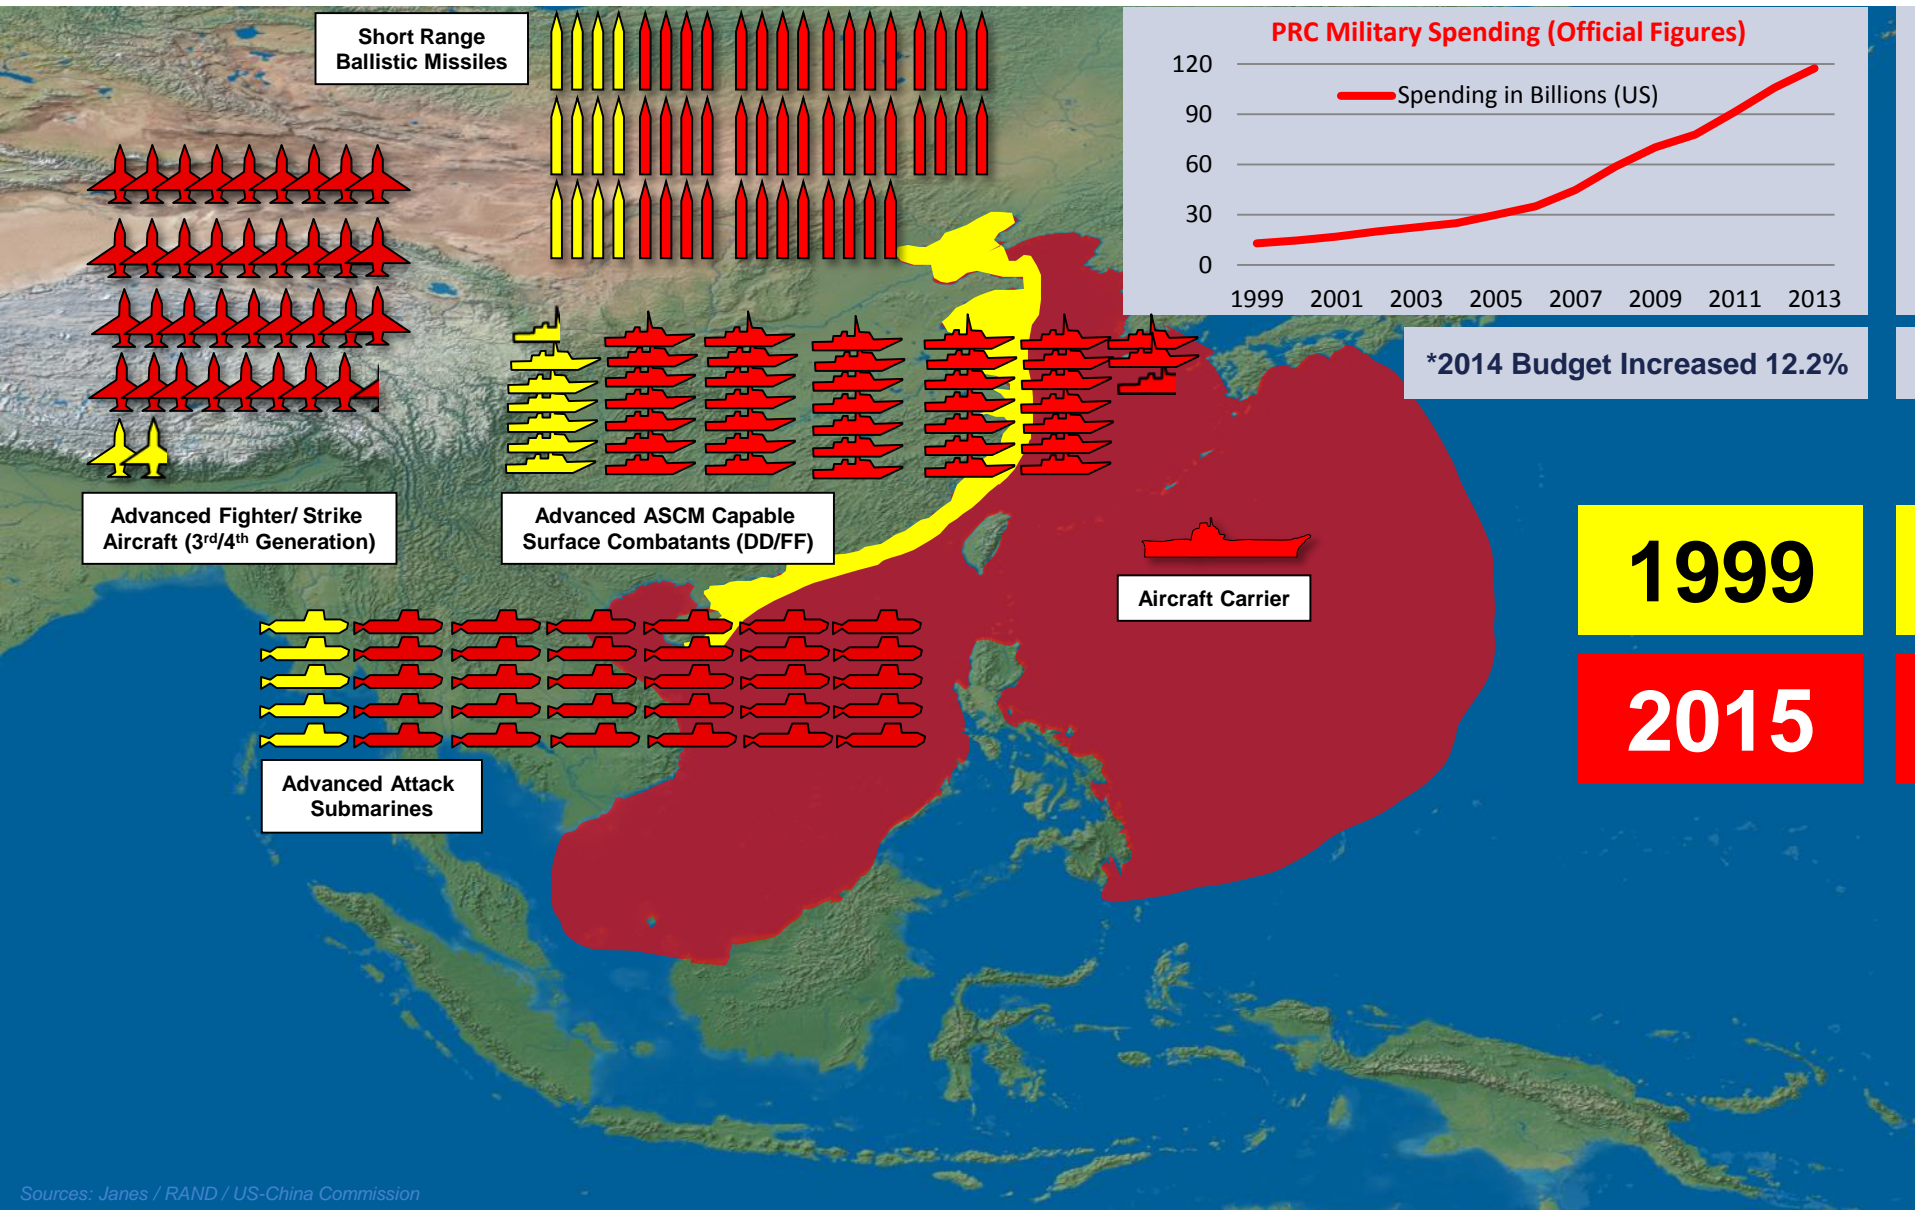 Short Range
Ballistic Missiles
PRC Military Spending (Official Figures)
120
Spending in Billions (US)
90
60
30
0
1999 2001 2003 2005 2007 2009 2011 2013
*2014 Budget Increased 12.2%
Advanced Fighter/ Strike
Aircraft (3rd/4th Generation)
Advanced ASCM Capable
Surface Combatants (DD/FF)
Aircraft Carrier
1999
2015
Advanced Attack
Submarines
Sources: Janes / RAND / US-China Commission